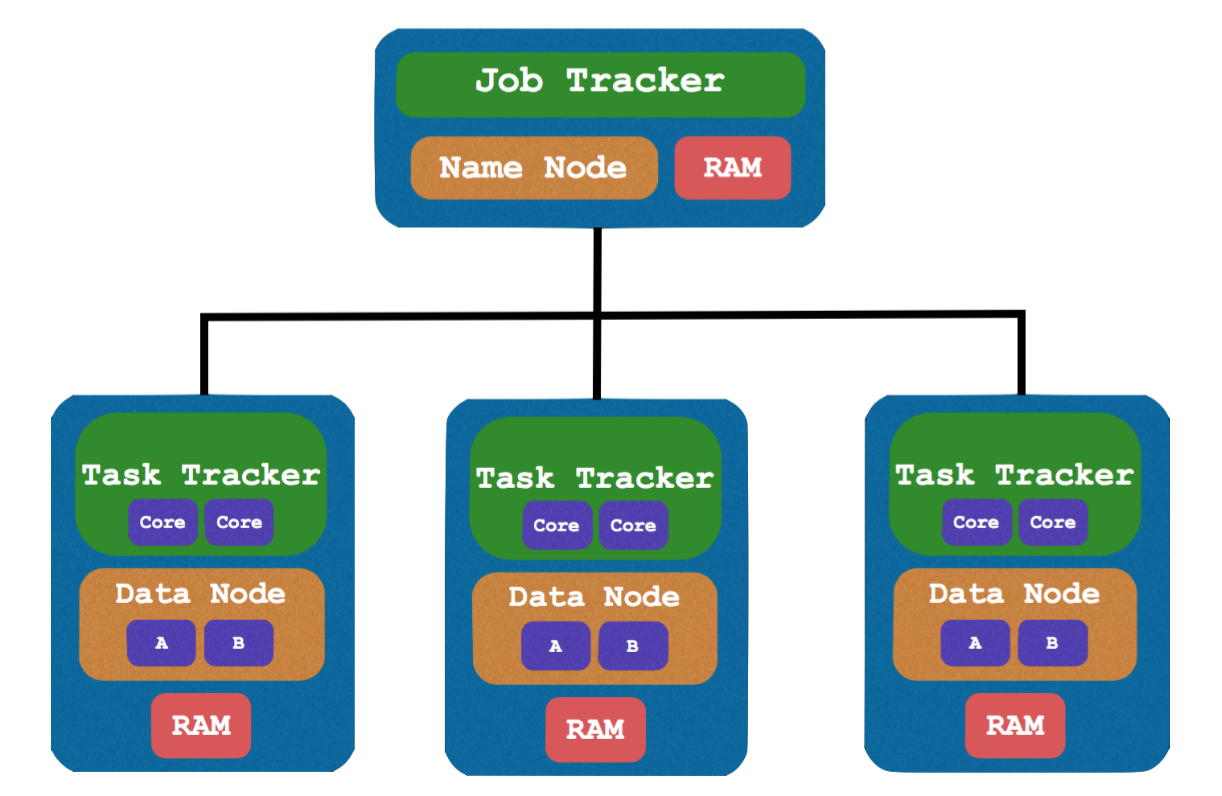 Job Tracker
Name Node
RAM
Task Tracker
Core Core
Data Node
A B
RAM
Task Tracker
Core Core
Data Node
A B
RAM
Task Tracker
Core Core
Data Node
A B
RAM